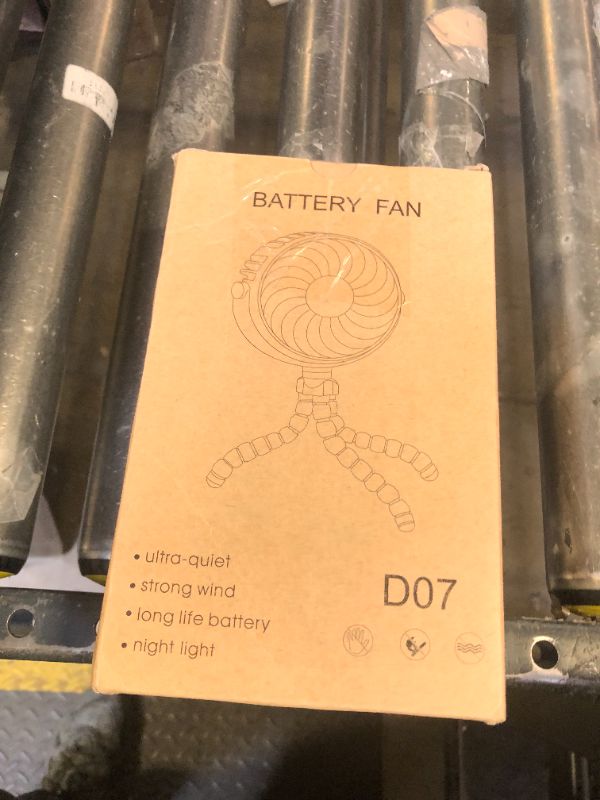 BATTERY FAN
• ultra-quiet
• strong wind
• long life battery
• night light
D07